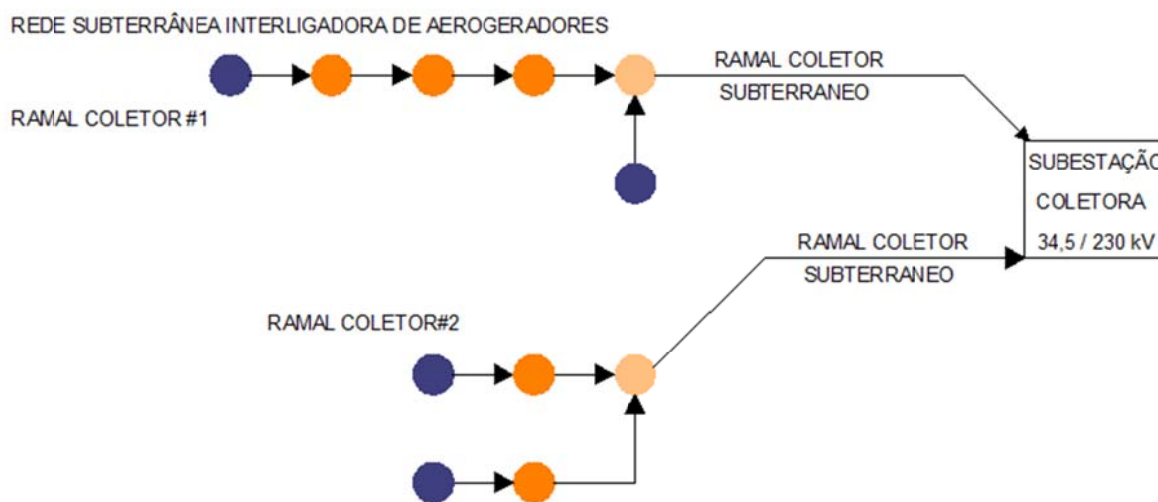 REDE SUBTERRÂNEA INTERLIGADORA DE AEROGERADORES
RAMAL COLETOR
SUBTERRANEO
RAMAL COLETOR #1
SUBESTAÇÃO
COLETORA
34,5 / 230 kV
RAMAL COLETOR
SUBTERRANEO
RAMAL COLETOR#2